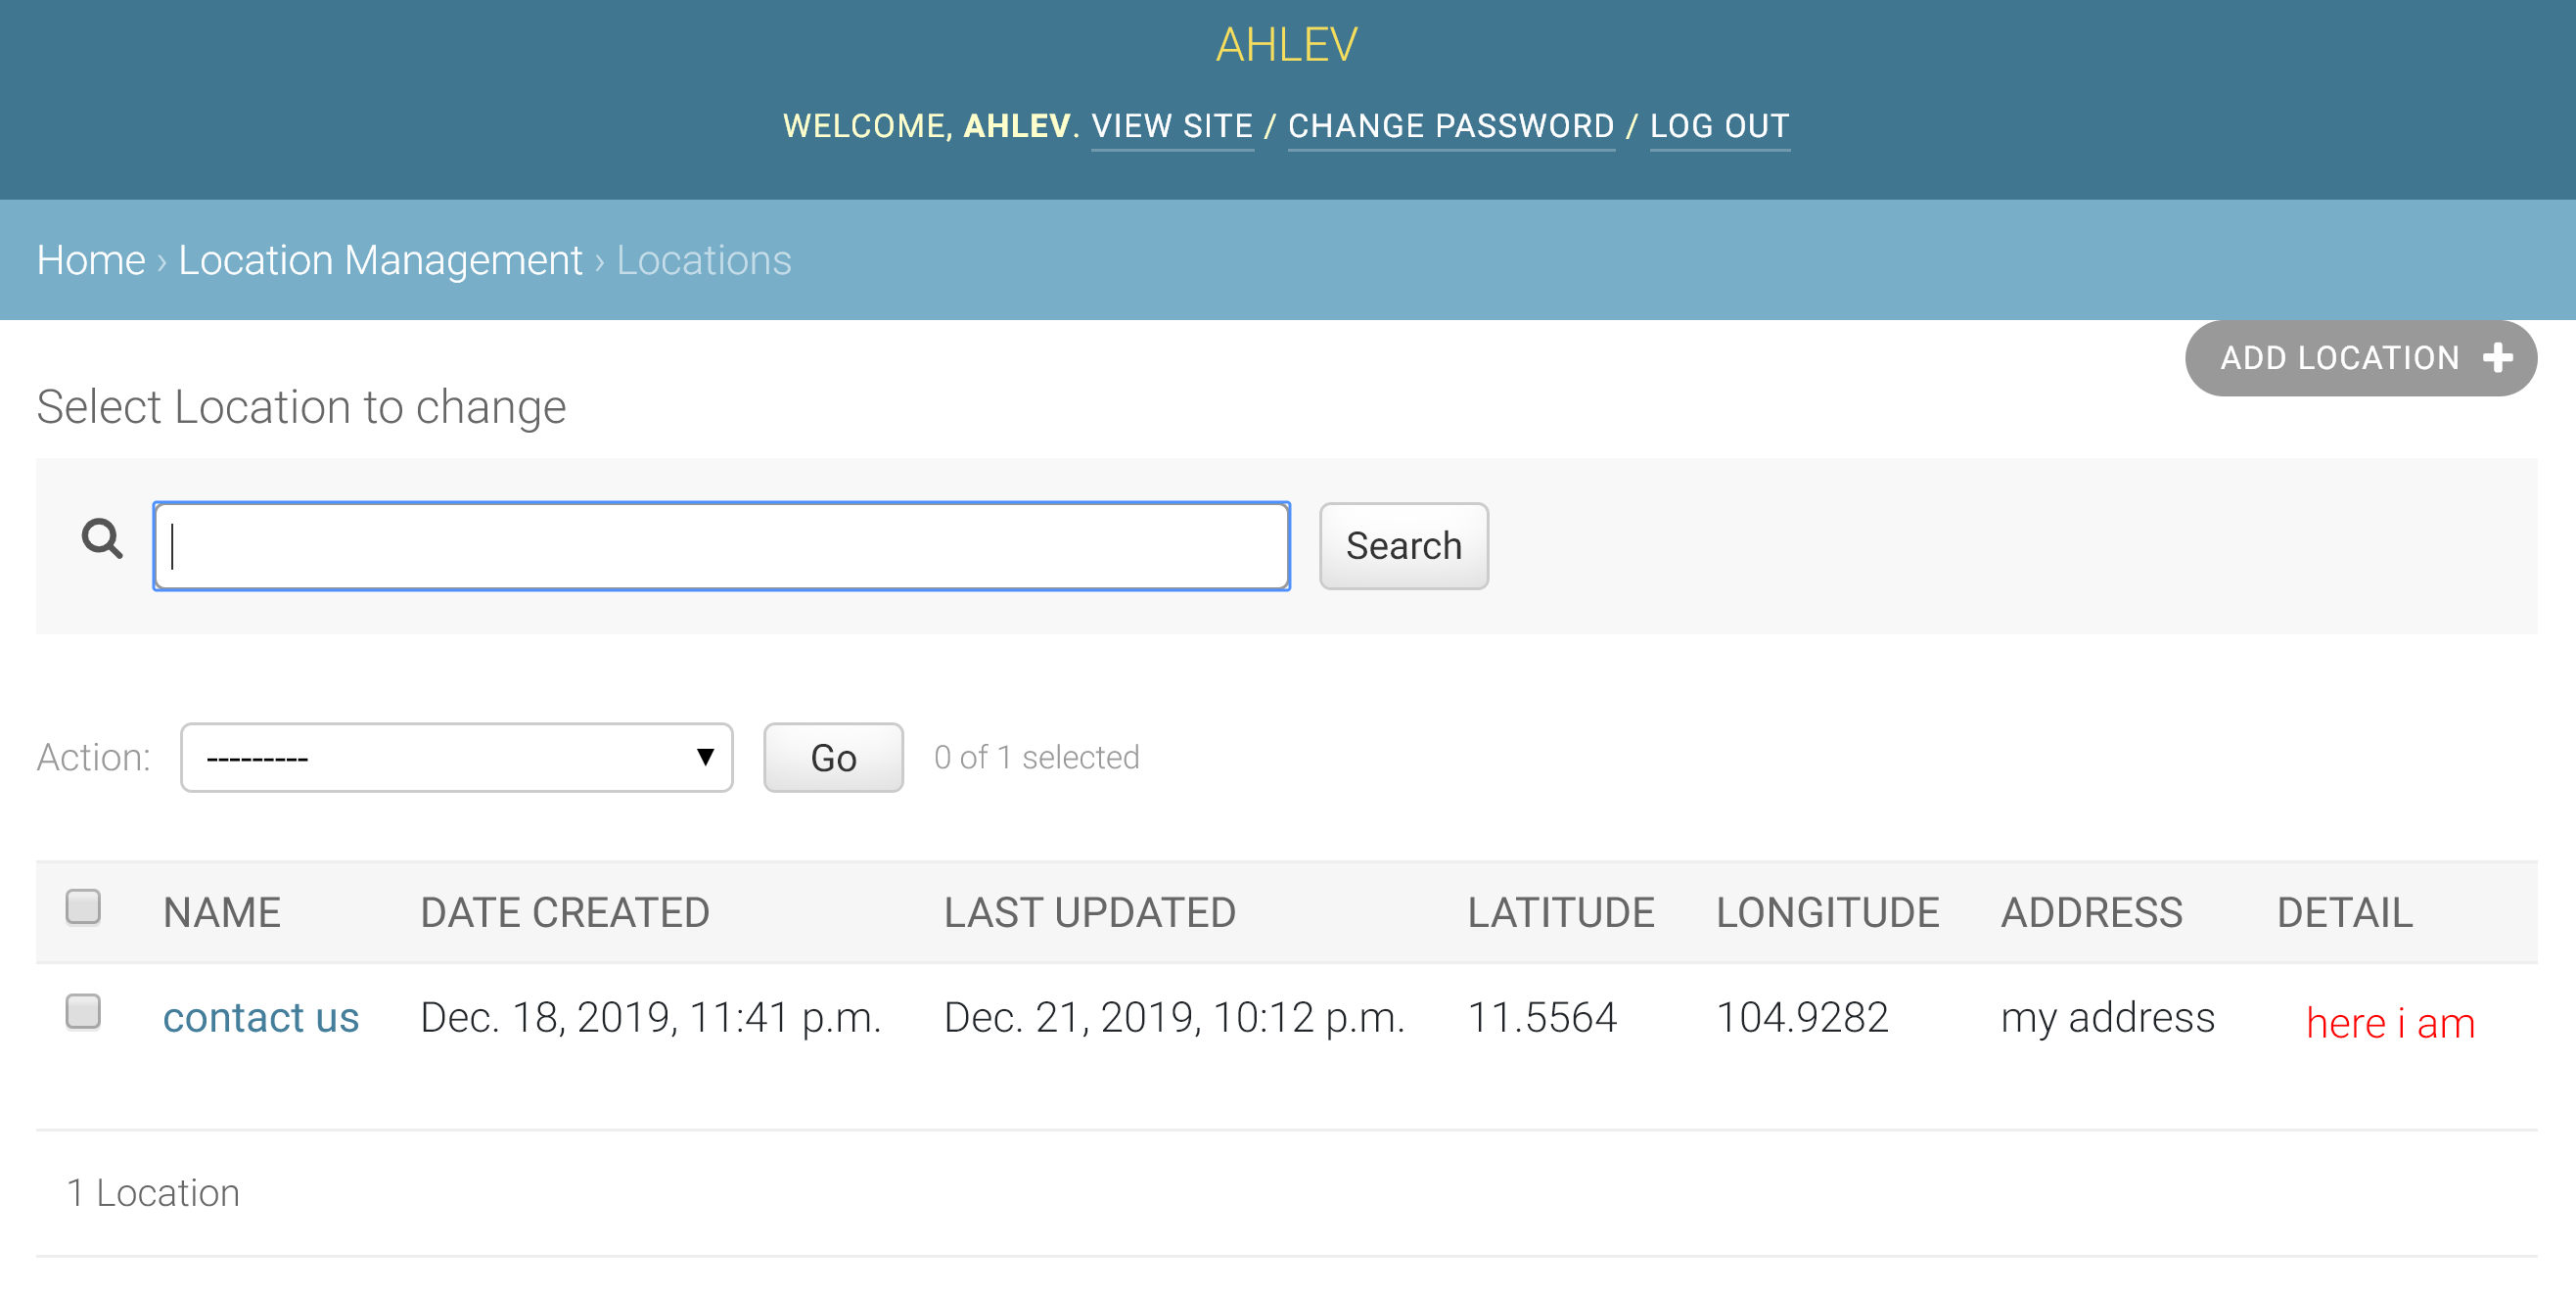 AHLEV
WELCOME, AHLEV. VIEW SITE / CHANGE PASSWORD / LOG OUT
Home › Location Management › Locations
ADD LOCATION +
Select Location to change
Search
Action: --------- Go 0 of 1 selected
NAME DATE CREATED LAST UPDATED LATITUDE LONGITUDE ADDRESS DETAIL
contact us Dec. 18, 2019, 11:41 p.m. Dec. 21, 2019, 10:12 p.m. 11.5564 104.9282 my address here i am
1 Location